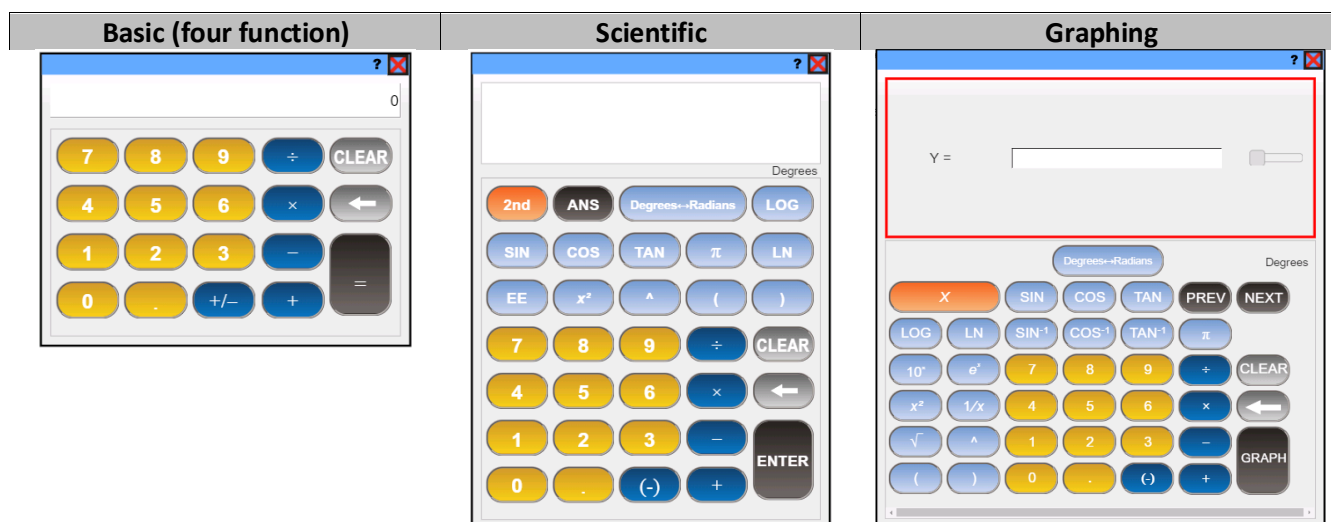 Basic (four function) Scientific Graphing
?
0
7 8 9 ÷ CLEAR
4 5 6 ×
1 2 3 −
0 . +/− + =
?
Degrees
2nd ANS Degrees↔Radians LOG
SIN COS TAN π LN
EE x² ^ ( )
7 8 9 ÷ CLEAR
4 5 6 ×
1 2 3 −
0 . (-) + ENTER
?
Y =
Degrees↔Radians Degrees
X SIN COS TAN PREV NEXT
LOG LN SIN⁻¹ COS⁻¹ TAN⁻¹ π
10ˣ eˣ 7 8 9 ÷ CLEAR
x² 1/x 4 5 6 ×
√ ^ 1 2 3 −
( ) 0 . (-) + GRAPH